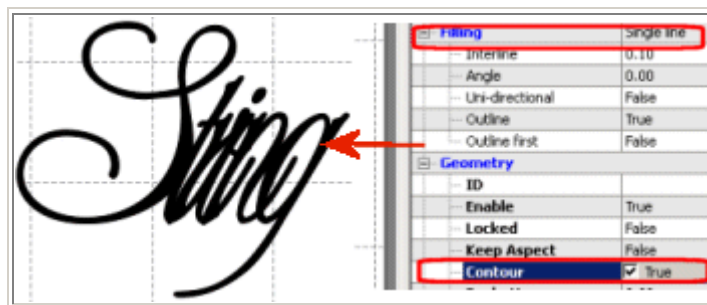 String
Filling Single line
Interline 0.10
Angle 0.00
Uni-directional False
Outline True
Outline first False
Geometry
ID
Enable True
Locked False
Keep Aspect False
Contour True